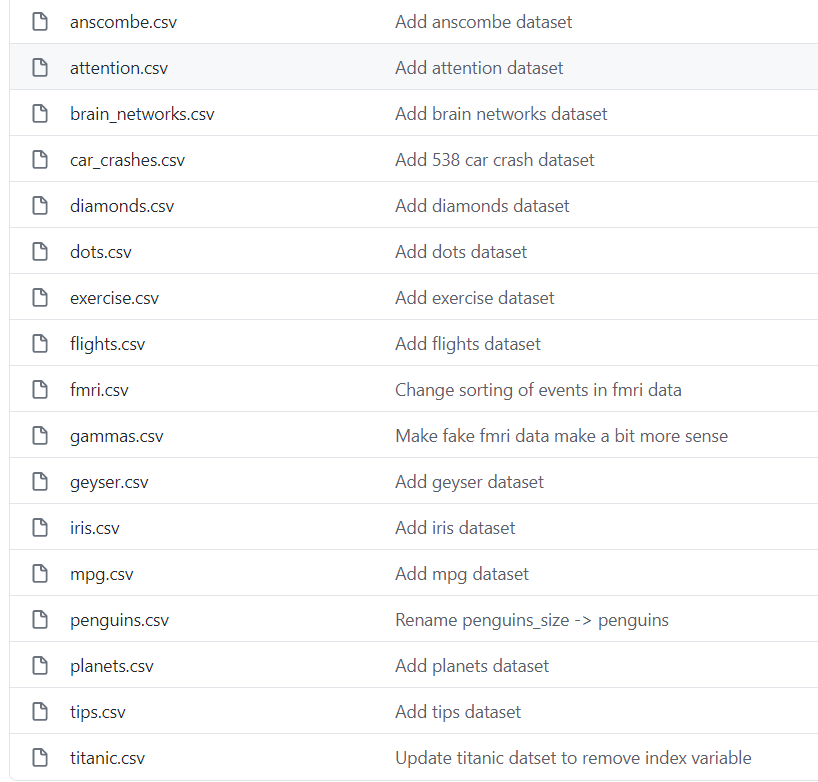 anscombe.csv Add anscombe dataset
attention.csv Add attention dataset
brain_networks.csv Add brain networks dataset
car_crashes.csv Add 538 car crash dataset
diamonds.csv Add diamonds dataset
dots.csv Add dots dataset
exercise.csv Add exercise dataset
flights.csv Add flights dataset
fmri.csv Change sorting of events in fmri data
gammas.csv Make fake fmri data make a bit more sense
geyser.csv Add geyser dataset
iris.csv Add iris dataset
mpg.csv Add mpg dataset
penguins.csv Rename penguins_size -> penguins
planets.csv Add planets dataset
tips.csv Add tips dataset
titanic.csv Update titanic datset to remove index variable